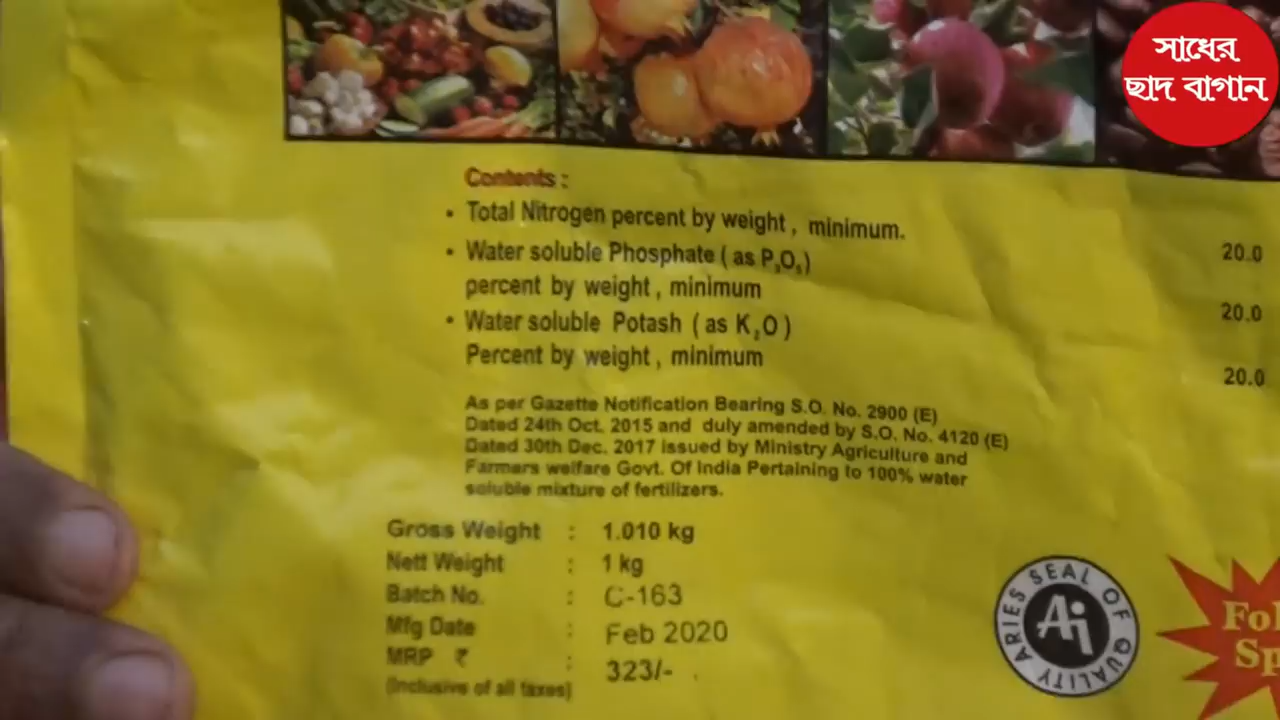 সাধের
ছাদ বাগান
Contents :
• Total Nitrogen percent by weight , minimum. 20.0
• Water soluble Phosphate ( as P₂O₅)
percent by weight , minimum 20.0
• Water soluble Potash ( as K₂O )
Percent by weight , minimum 20.0
As per Gazette Notification Bearing S.O. No. 2900 (E)
Dated 24th Oct. 2015 and duly amended by S.O. No. 4120 (E)
Dated 30th Dec. 2017 issued by Ministry Agriculture and
Farmers welfare Govt. Of India Pertaining to 100% water
soluble mixture of fertilizers.
Gross Weight : 1.010 kg
Nett Weight : 1 kg
Batch No. : C-163
Mfg Date : Feb 2020
MRP ₹ : 323/-
(Inclusive of all taxes)
ARIES SEAL OF QUALITY
Ai
Fol
Sp